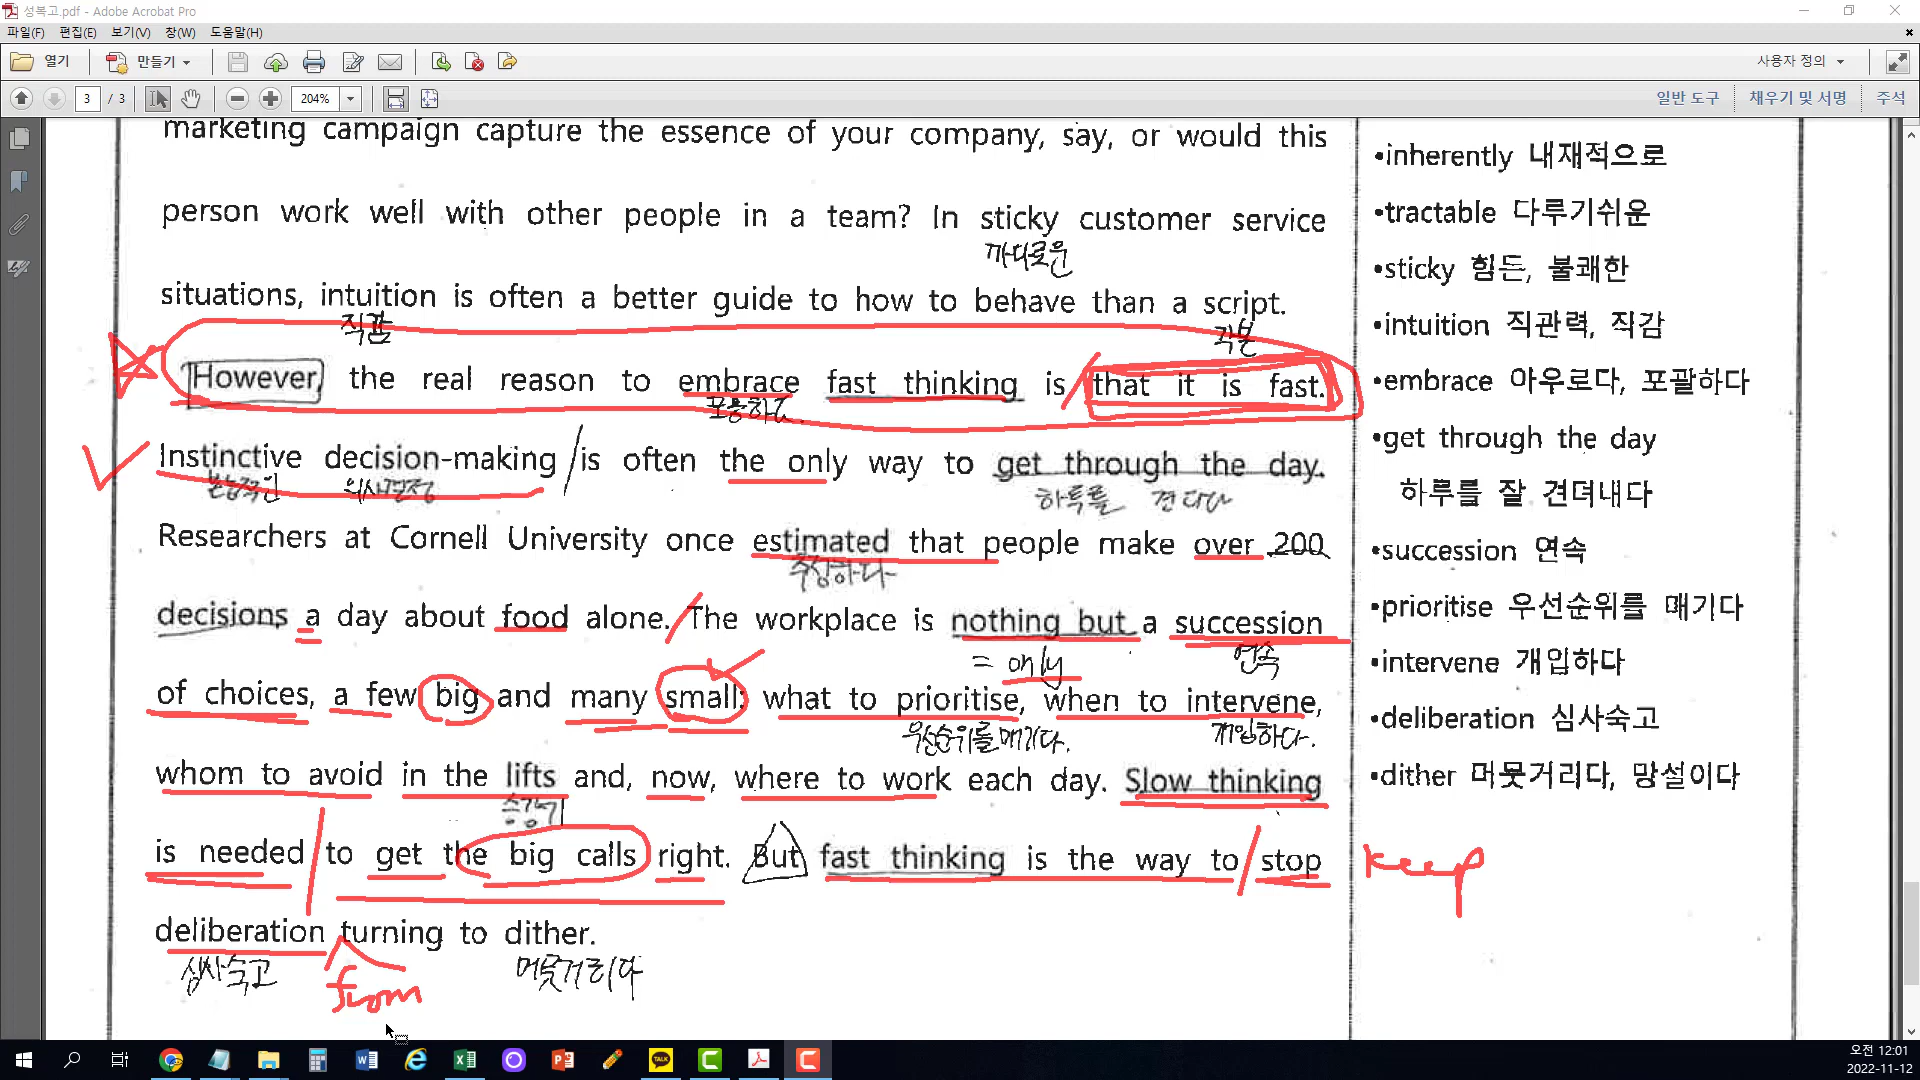 성복고.pdf - Adobe Acrobat Pro
파일(F) 편집(E) 보기(V) 창(W) 도움말(H)
열기 만들기 사용자 정의
3 / 3 204% 일반 도구 채우기 및 서명 주석
marketing campaign capture the essence of your company, say, or would this
person work well with other people in a team? In sticky customer service
까다로운
situations, intuition is often a better guide to how to behave than a script.
직감 각본
However, the real reason to embrace fast thinking is that it is fast.
포용하고
Instinctive decision-making is often the only way to get through the day.
본능적인 의사결정 하루를 견디다
Researchers at Cornell University once estimated that people make over 200
추정하다
decisions a day about food alone. The workplace is nothing but a succession
= only 연속
of choices, a few big and many small: what to prioritise, when to intervene,
우선순위를 매기다. 개입하다.
whom to avoid in the lifts and, now, where to work each day. Slow thinking
승강기
is needed to get the big calls right. But fast thinking is the way to stop keep
deliberation turning to dither.
심사숙고 from 머뭇거리다
•inherently 내재적으로
•tractable 다루기쉬운
•sticky 힘든, 불쾌한
•intuition 직관력, 직감
•embrace 아우르다, 포괄하다
•get through the day
하루를 잘 견뎌내다
•succession 연속
•prioritise 우선순위를 매기다
•intervene 개입하다
•deliberation 심사숙고
•dither 머뭇거리다, 망설이다
오전 12:01
2022-11-12